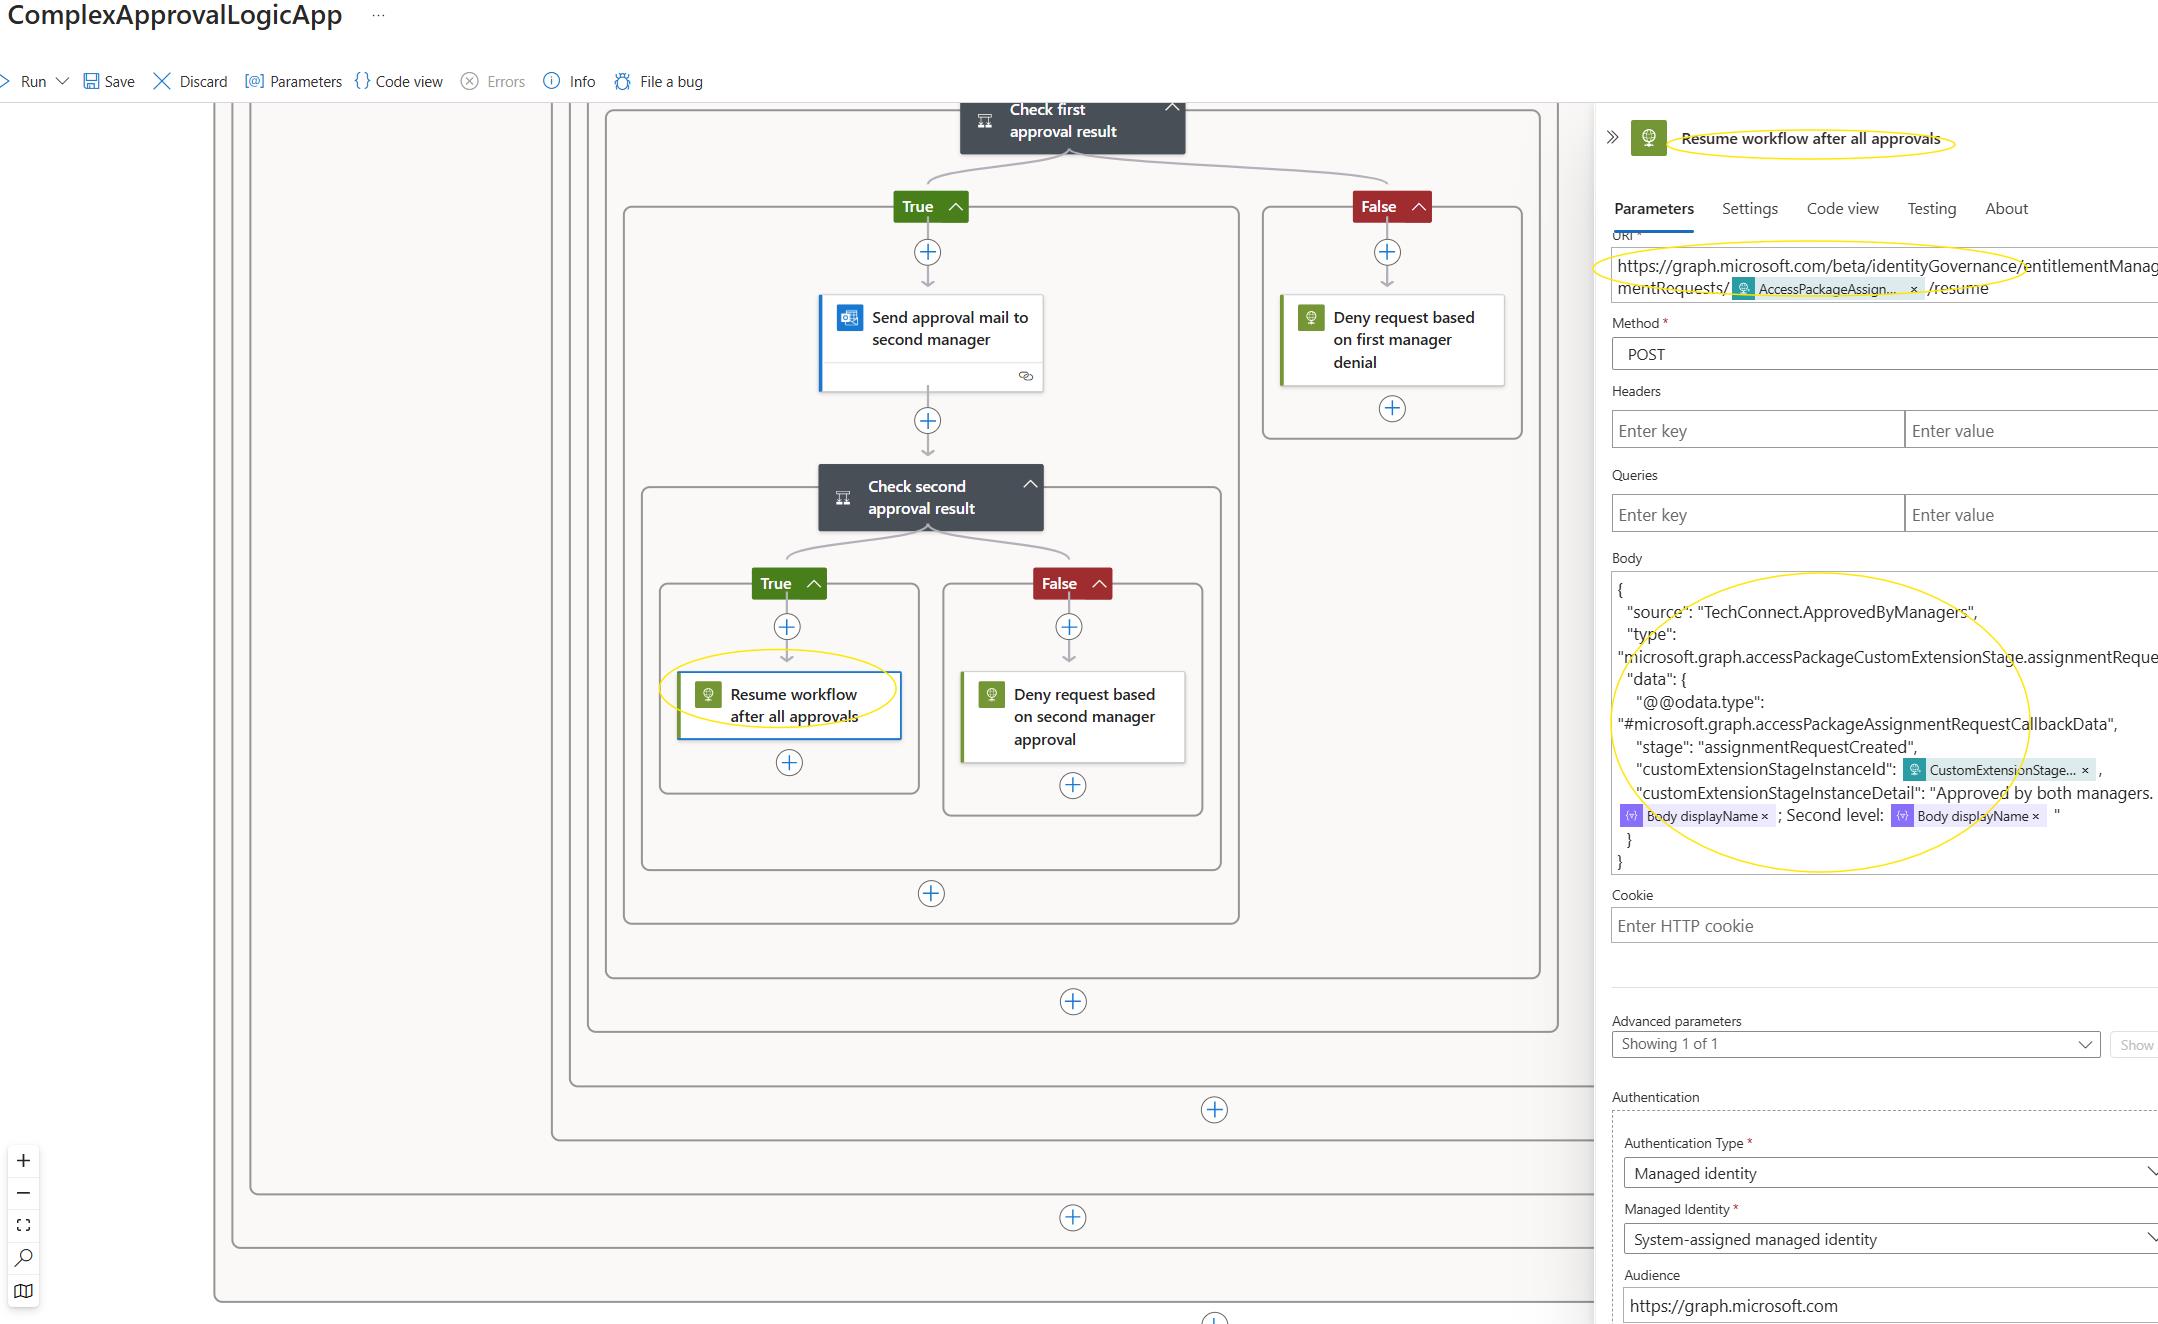 ComplexApprovalLogicApp ...
Run Save Discard Parameters Code view Errors Info File a bug
Check first
approval result
True
False
Send approval mail to
second manager
Deny request based
on first manager
denial
Check second
approval result
True
False
Resume workflow
after all approvals
Deny request based
on second manager
approval
Resume workflow after all approvals
Parameters Settings Code view Testing About
URI *
https://graph.microsoft.com/beta/identityGovernance/entitlementManag
mentRequests/ AccessPackageAssign... × /resume
Method *
POST
Headers
Enter key Enter value
Queries
Enter key Enter value
Body
{
"source": "TechConnect.ApprovedByManagers",
"type":
"microsoft.graph.accessPackageCustomExtensionStage.assignmentReque
"data": {
"@@odata.type":
"#microsoft.graph.accessPackageAssignmentRequestCallbackData",
"stage": "assignmentRequestCreated",
"customExtensionStageInstanceId": CustomExtensionStage... × ,
"customExtensionStageInstanceDetail": "Approved by both managers.
Body displayName × ; Second level: Body displayName × "
}
}
Cookie
Enter HTTP cookie
Advanced parameters
Showing 1 of 1 Show
Authentication
Authentication Type *
Managed identity
Managed Identity *
System-assigned managed identity
Audience
https://graph.microsoft.com